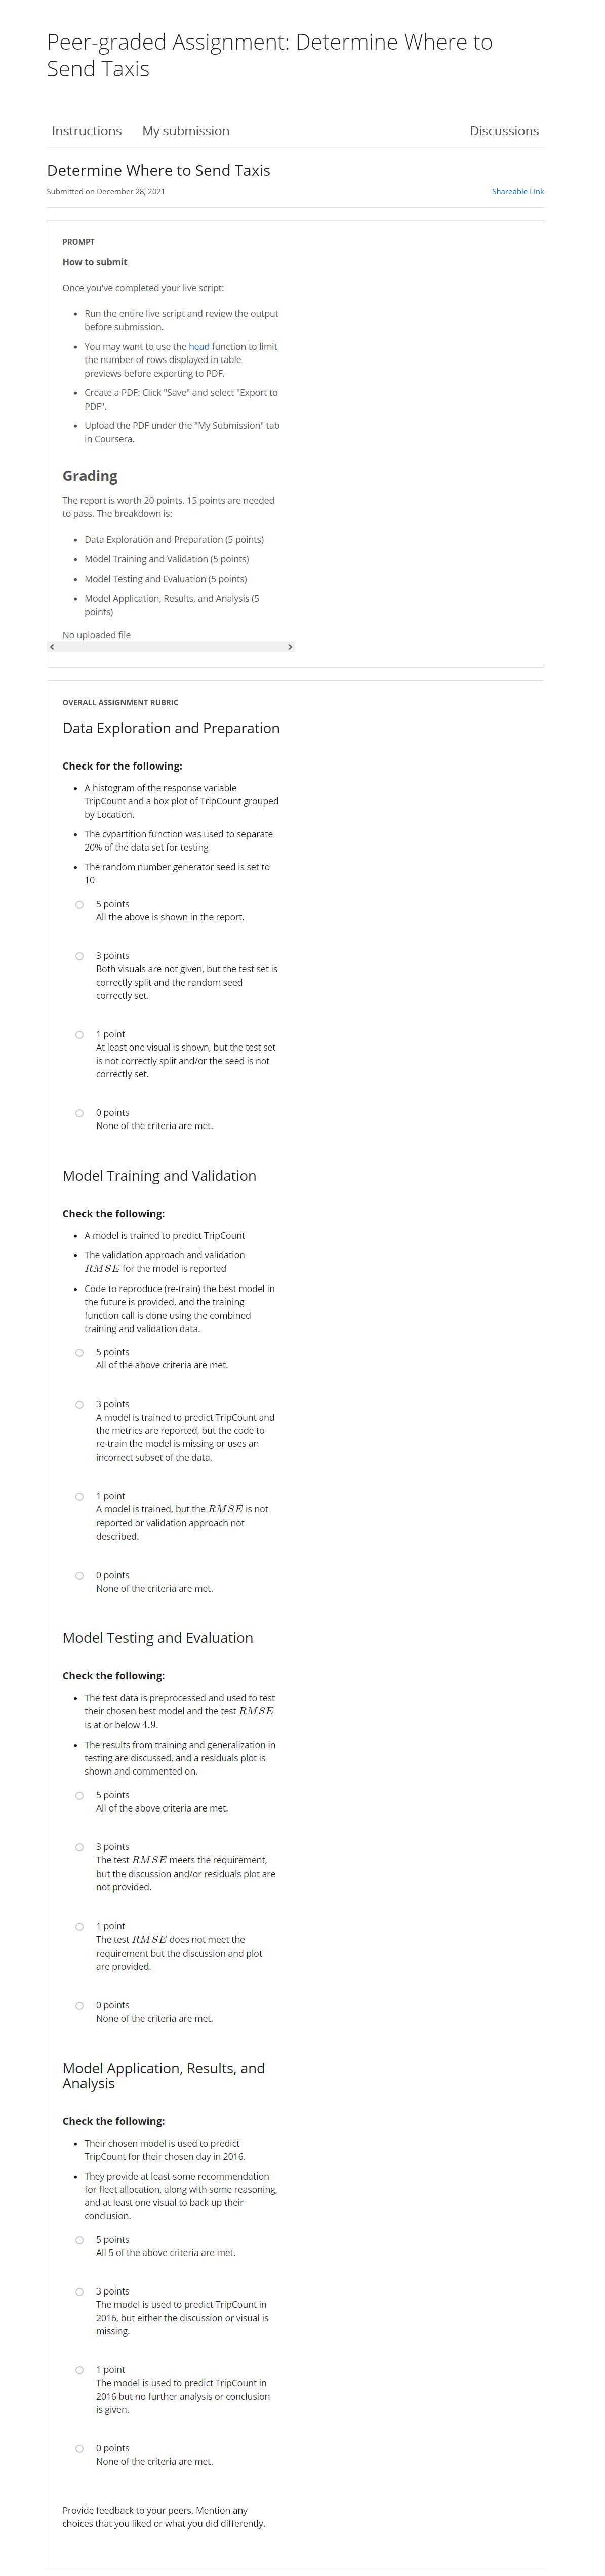 Peer-graded Assignment: Determine Where to
Send Taxis
Instructions My submission Discussions
Determine Where to Send Taxis
Submitted on December 28, 2021 Shareable Link
PROMPT
How to submit
Once you've completed your live script:
• Run the entire live script and review the output
before submission.
• You may want to use the head function to limit
the number of rows displayed in table
previews before exporting to PDF.
• Create a PDF: Click "Save" and select "Export to
PDF".
• Upload the PDF under the "My Submission" tab
in Coursera.
Grading
The report is worth 20 points. 15 points are needed
to pass. The breakdown is:
• Data Exploration and Preparation (5 points)
• Model Training and Validation (5 points)
• Model Testing and Evaluation (5 points)
• Model Application, Results, and Analysis (5
points)
No uploaded file
OVERALL ASSIGNMENT RUBRIC
Data Exploration and Preparation
Check for the following:
• A histogram of the response variable
TripCount and a box plot of TripCount grouped
by Location.
• The cvpartition function was used to separate
20% of the data set for testing
• The random number generator seed is set to
10
5 points
All the above is shown in the report.
3 points
Both visuals are not given, but the test set is
correctly split and the random seed
correctly set.
1 point
At least one visual is shown, but the test set
is not correctly split and/or the seed is not
correctly set.
0 points
None of the criteria are met.
Model Training and Validation
Check the following:
• A model is trained to predict TripCount
• The validation approach and validation
RMSE for the model is reported
• Code to reproduce (re-train) the best model in
the future is provided, and the training
function call is done using the combined
training and validation data.
5 points
All of the above criteria are met.
3 points
A model is trained to predict TripCount and
the metrics are reported, but the code to
re-train the model is missing or uses an
incorrect subset of the data.
1 point
A model is trained, but the RMSE is not
reported or validation approach not
described.
0 points
None of the criteria are met.
Model Testing and Evaluation
Check the following:
• The test data is preprocessed and used to test
their chosen best model and the test RMSE
is at or below 4.9.
• The results from training and generalization in
testing are discussed, and a residuals plot is
shown and commented on.
5 points
All of the above criteria are met.
3 points
The test RMSE meets the requirement,
but the discussion and/or residuals plot are
not provided.
1 point
The test RMSE does not meet the
requirement but the discussion and plot
are provided.
0 points
None of the criteria are met.
Model Application, Results, and
Analysis
Check the following:
• Their chosen model is used to predict
TripCount for their chosen day in 2016.
• They provide at least some recommendation
for fleet allocation, along with some reasoning,
and at least one visual to back up their
conclusion.
5 points
All 5 of the above criteria are met.
3 points
The model is used to predict TripCount in
2016, but either the discussion or visual is
missing.
1 point
The model is used to predict TripCount in
2016 but no further analysis or conclusion
is given.
0 points
None of the criteria are met.
Provide feedback to your peers. Mention any
choices that you liked or what you did differently.